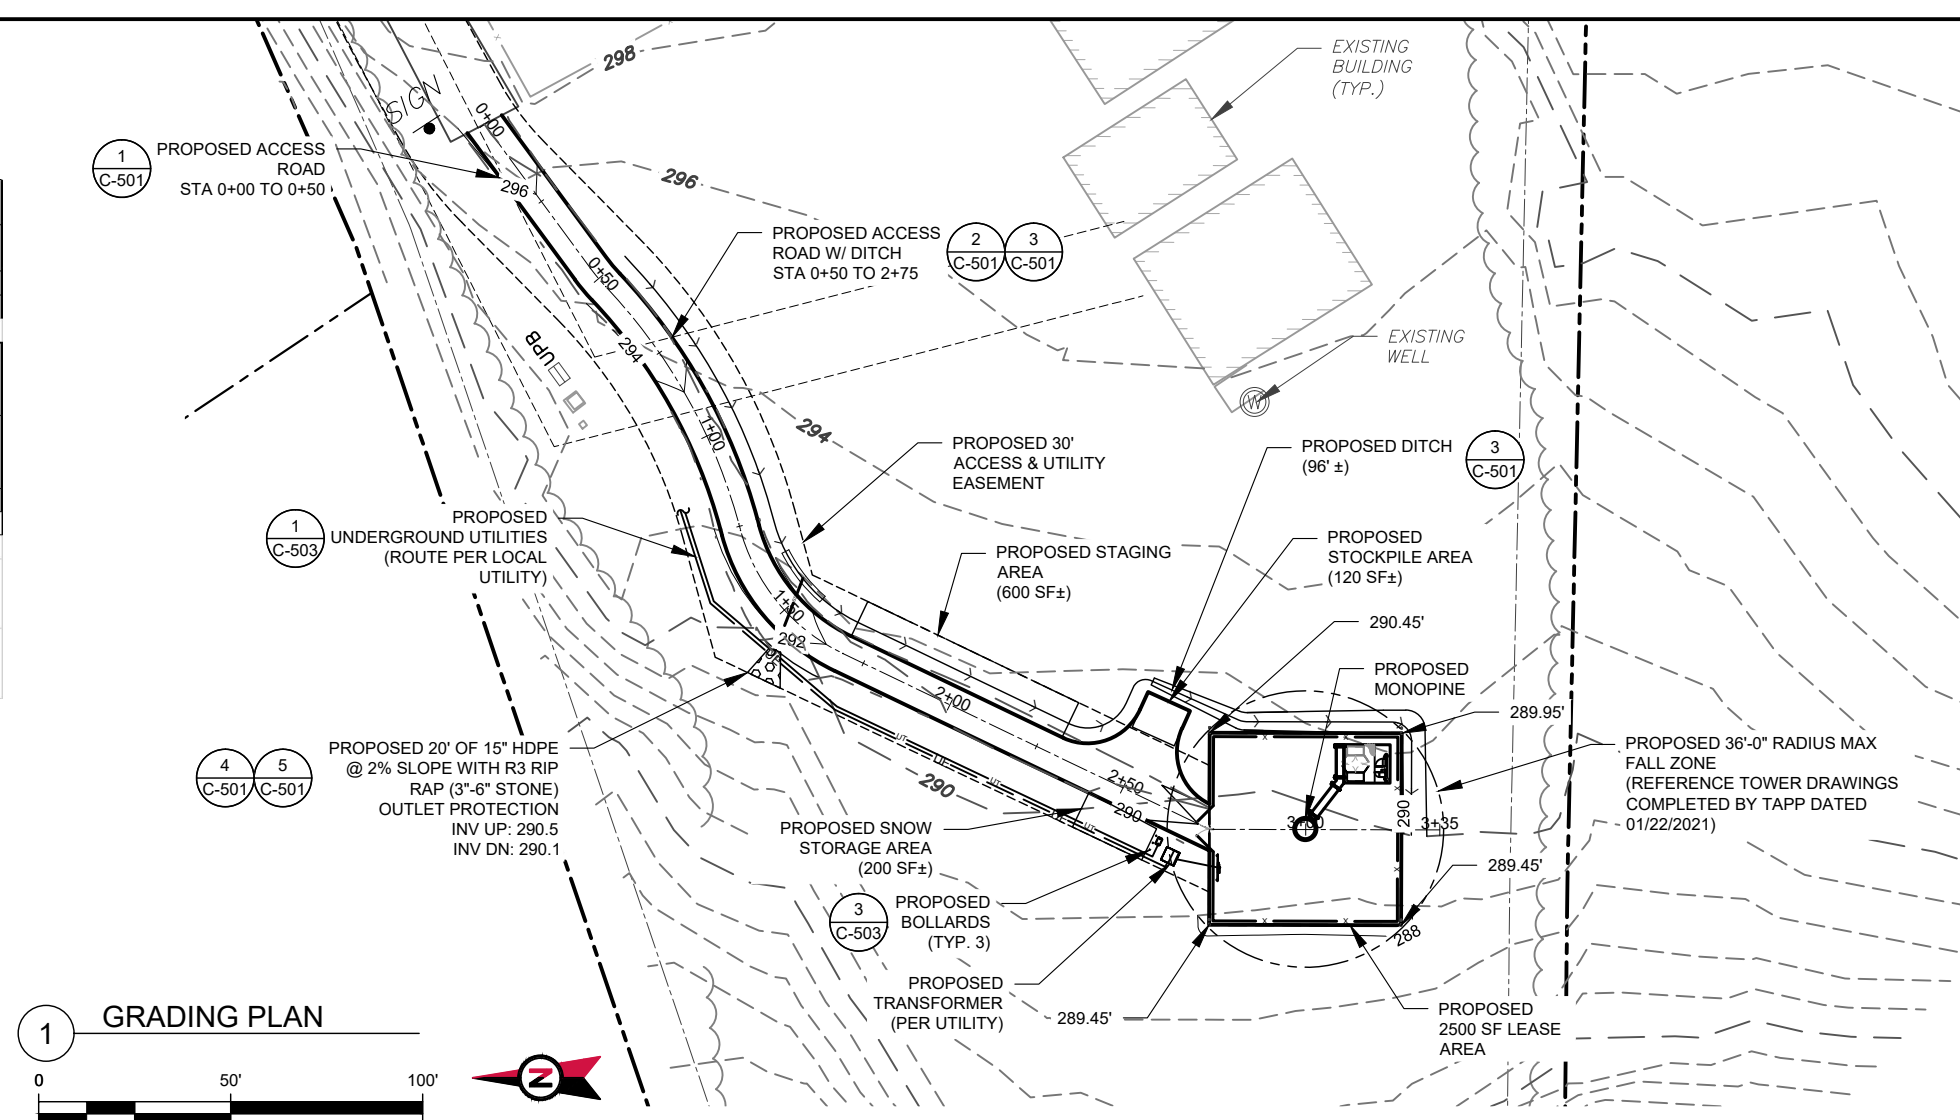 298
EXISTING
BUILDING
(TYP.)
SIGN
0+00
1
C-501
PROPOSED ACCESS
ROAD
STA 0+00 TO 0+50
296
296
PROPOSED ACCESS
ROAD W/ DITCH
STA 0+50 TO 2+75
2
C-501
3
C-501
0+50
294
UPB
EXISTING
WELL
W
1+00
294
PROPOSED 30'
ACCESS & UTILITY
EASEMENT
PROPOSED DITCH
(96' ±)
3
C-501
1
C-503
PROPOSED
UNDERGROUND UTILITIES
(ROUTE PER LOCAL
UTILITY)
PROPOSED STAGING
AREA
(600 SF±)
PROPOSED
STOCKPILE AREA
(120 SF±)
1+50
292
290.45'
PROPOSED
MONOPINE
2+00
289.95'
4
C-501
5
C-501
PROPOSED 20' OF 15" HDPE
@ 2% SLOPE WITH R3 RIP
RAP (3"-6" STONE)
OUTLET PROTECTION
INV UP: 290.5
INV DN: 290.1
UT
UT
UT
UT
290
2+50
290
3+00
290
3+35
PROPOSED 36'-0" RADIUS MAX
FALL ZONE
(REFERENCE TOWER DRAWINGS
COMPLETED BY TAPP DATED
01/22/2021)
PROPOSED SNOW
STORAGE AREA
(200 SF±)
289.45'
3
C-503
PROPOSED
BOLLARDS
(TYP. 3)
288
PROPOSED
TRANSFORMER
(PER UTILITY)
289.45'
PROPOSED
2500 SF LEASE
AREA
1
GRADING PLAN
N
0
50'
100'